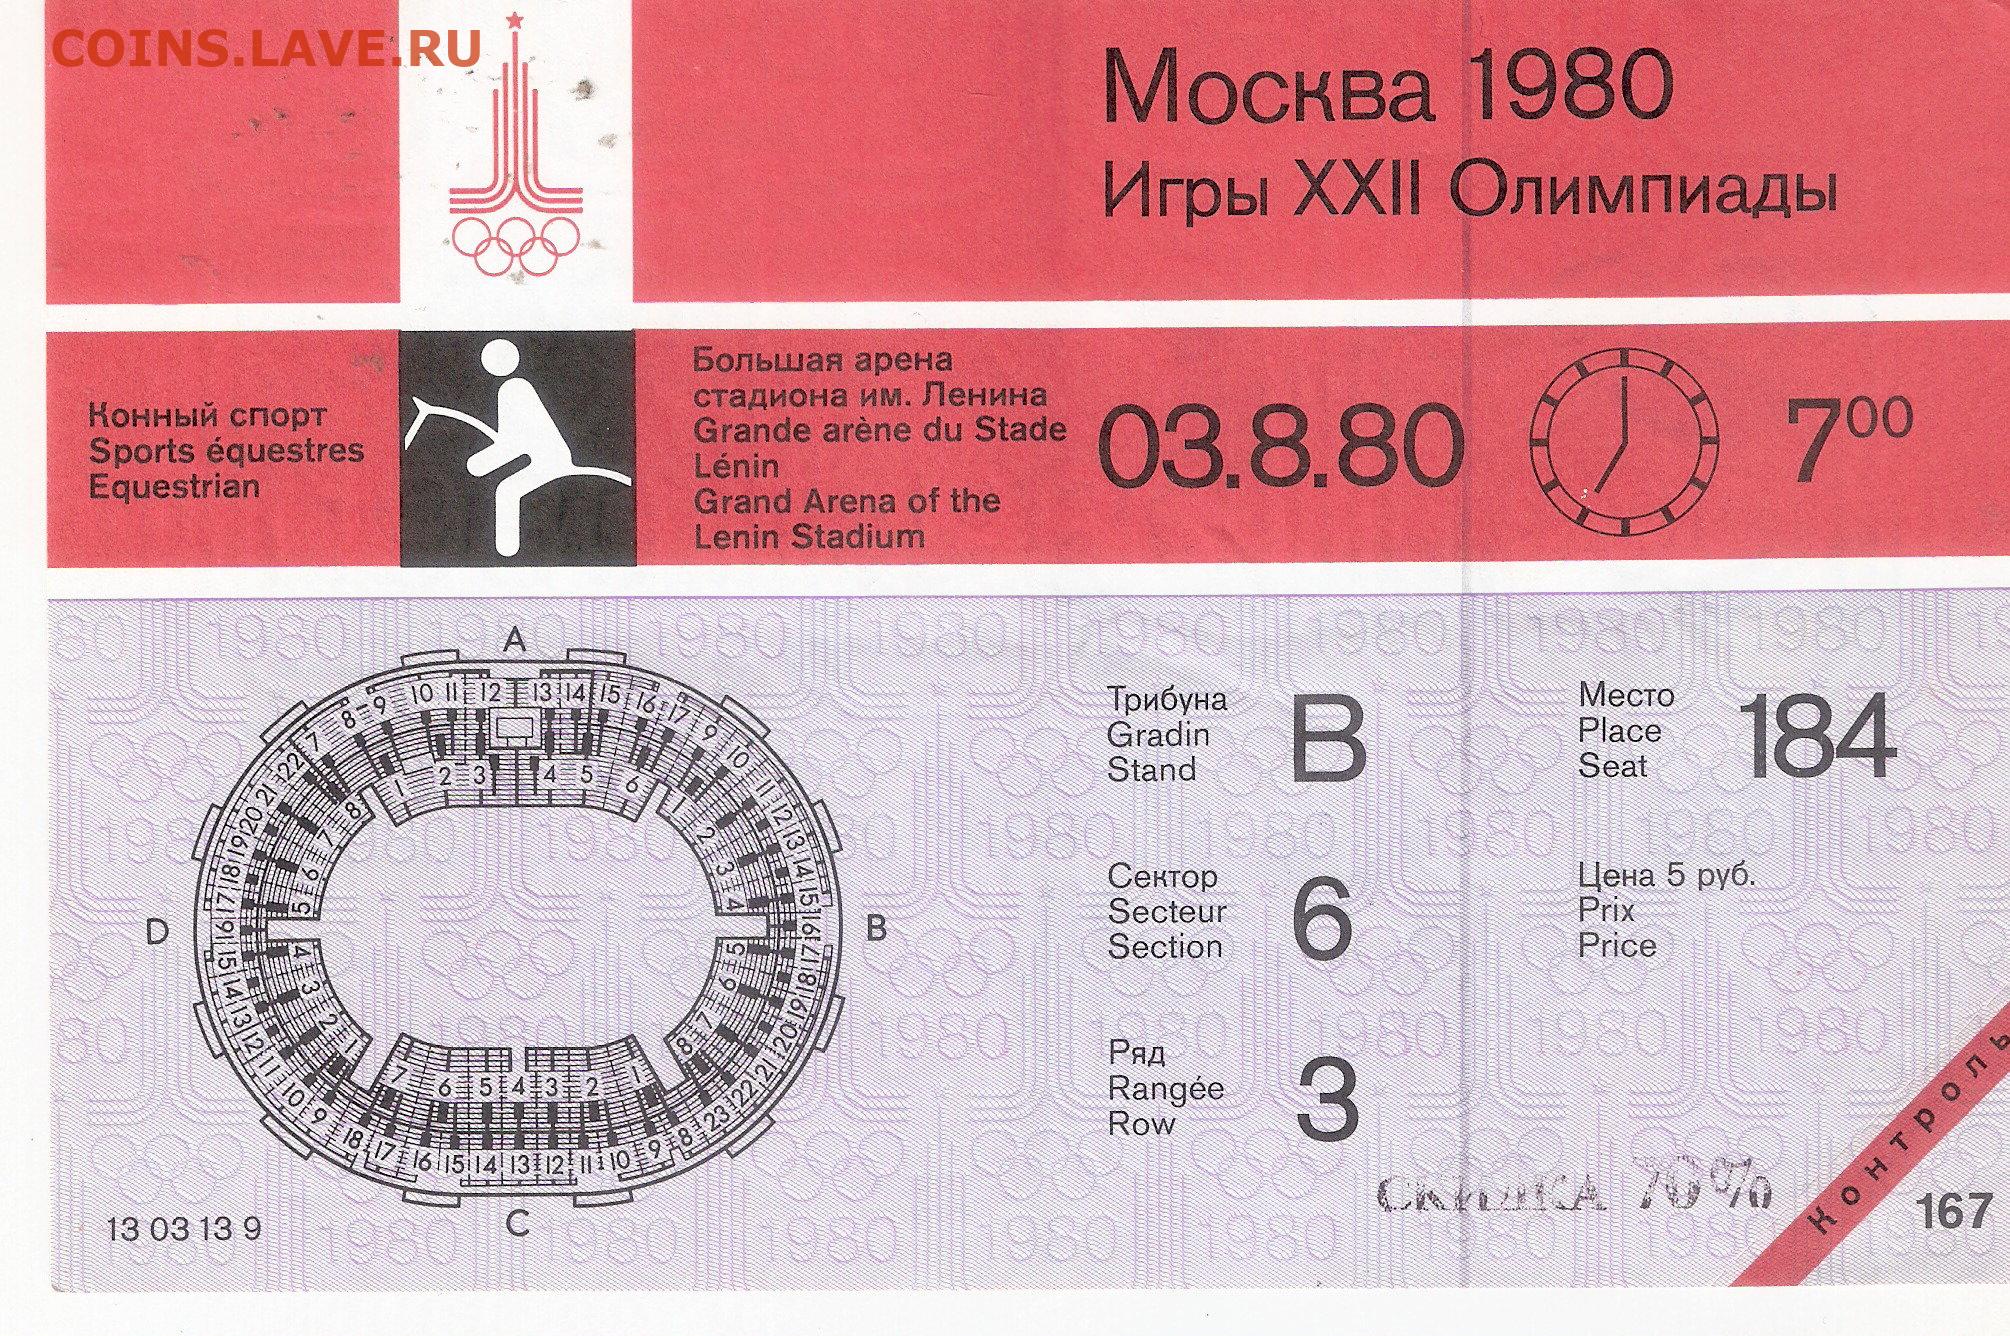 COINS.LAVE.RU
Москва 1980
Игры XXII Олимпиады
Конный спорт
Sports équestres
Equestrian
Большая арена
стадиона им. Ленина
Grande arène du Stade
Lénin
Grand Arena of the
Lenin Stadium
03.8.80
7⁰⁰
A
B
C
D
13 03 13 9
Трибуна
Gradin
Stand
B
Место
Place
Seat
184
Сектор
Secteur
Section
6
Цена 5 руб.
Prix
Price
Ряд
Rangée
Row
3
СКИДКА 70%
Контроль
167